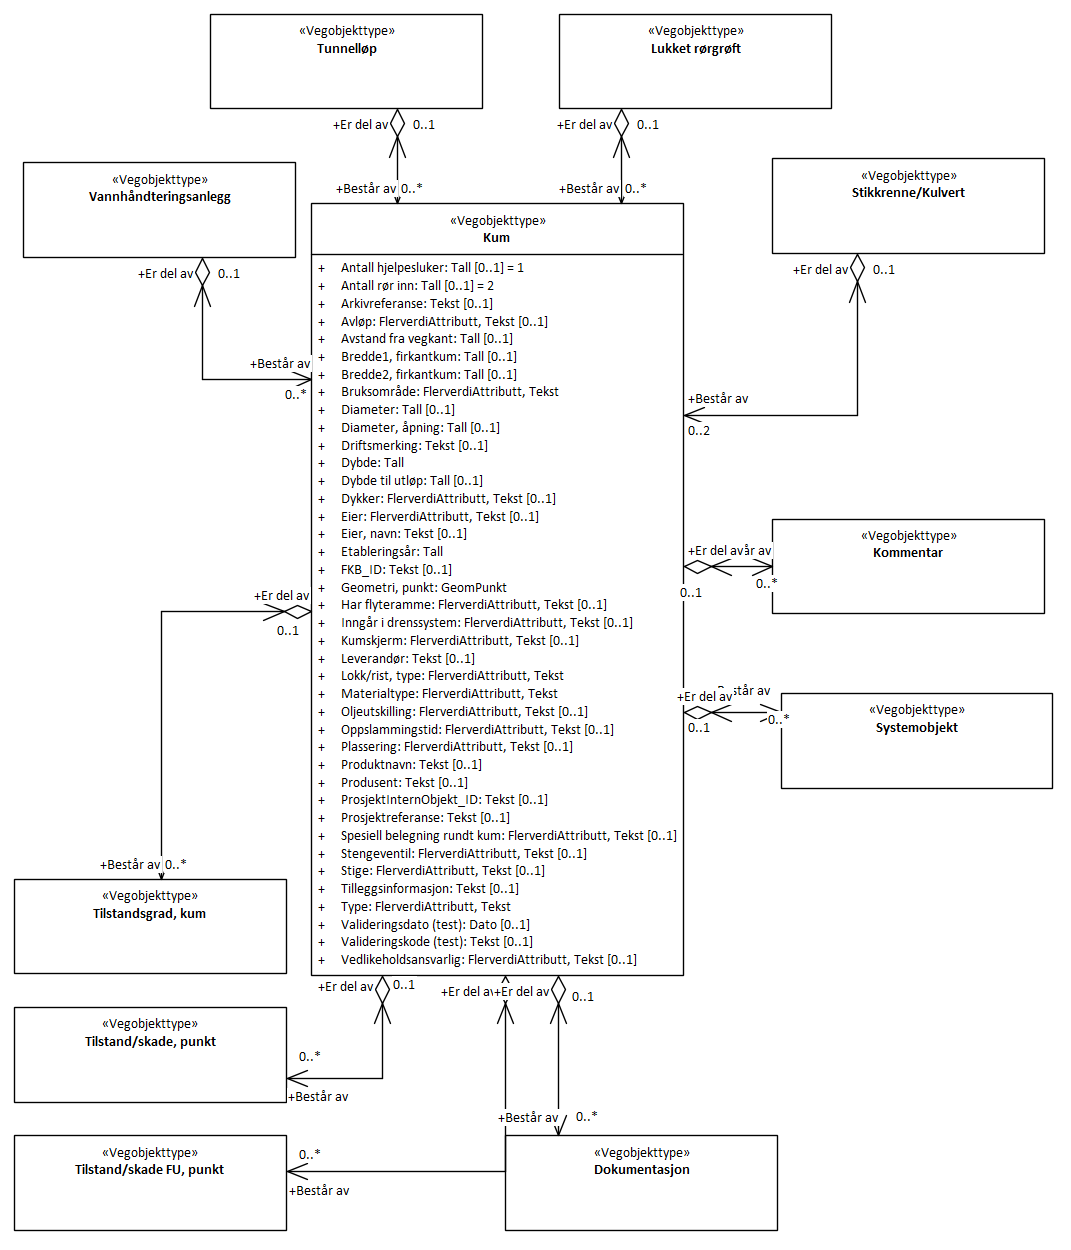 «Vegobjekttype»
Tunnelløp
«Vegobjekttype»
Lukket rørgrøft
+Er del av 0..1
+Er del av 0..1
+Består av 0..*
+Består av 0..*
«Vegobjekttype»
Vannhåndteringsanlegg
+Er del av 0..1
+Består av
0..*
«Vegobjekttype»
Stikkrenne/Kulvert
+Er del av 0..1
+Består av
0..2
«Vegobjekttype»
Kum
+ Antall hjelpesluker: Tall [0..1] = 1
+ Antall rør inn: Tall [0..1] = 2
+ Arkivreferanse: Tekst [0..1]
+ Avløp: FlerverdiAttributt, Tekst [0..1]
+ Avstand fra vegkant: Tall [0..1]
+ Bredde1, firkantkum: Tall [0..1]
+ Bredde2, firkantkum: Tall [0..1]
+ Bruksområde: FlerverdiAttributt, Tekst
+ Diameter: Tall [0..1]
+ Diameter, åpning: Tall [0..1]
+ Driftsmerking: Tekst [0..1]
+ Dybde: Tall
+ Dybde til utløp: Tall [0..1]
+ Dykker: FlerverdiAttributt, Tekst [0..1]
+ Eier: FlerverdiAttributt, Tekst [0..1]
+ Eier, navn: Tekst [0..1]
+ Etableringsår: Tall
+ FKB_ID: Tekst [0..1]
+ Geometri, punkt: GeomPunkt
+ Har flyteramme: FlerverdiAttributt, Tekst [0..1]
+ Inngår i drenssystem: FlerverdiAttributt, Tekst [0..1]
+ Kumskjerm: FlerverdiAttributt, Tekst [0..1]
+ Leverandør: Tekst [0..1]
+ Lokk/rist, type: FlerverdiAttributt, Tekst
+ Materialtype: FlerverdiAttributt, Tekst
+ Oljeutskilling: FlerverdiAttributt, Tekst [0..1]
+ Oppslammingstid: FlerverdiAttributt, Tekst [0..1]
+ Plassering: FlerverdiAttributt, Tekst [0..1]
+ Produktnavn: Tekst [0..1]
+ Produsent: Tekst [0..1]
+ ProsjektInternObjekt_ID: Tekst [0..1]
+ Prosjektreferanse: Tekst [0..1]
+ Spesiell belegning rundt kum: FlerverdiAttributt, Tekst [0..1]
+ Stengeventil: FlerverdiAttributt, Tekst [0..1]
+ Stige: FlerverdiAttributt, Tekst [0..1]
+ Tilleggsinformasjon: Tekst [0..1]
+ Type: FlerverdiAttributt, Tekst
+ Valideringsdato (test): Dato [0..1]
+ Valideringskode (test): Tekst [0..1]
+ Vedlikeholdsansvarlig: FlerverdiAttributt, Tekst [0..1]
+Er del av
0..1
0..*
«Vegobjekttype»
Kommentar
+Er del av
0..1
0..*
«Vegobjekttype»
Systemobjekt
+Er del av
0..1
+Består av 0..*
«Vegobjekttype»
Tilstandsgrad, kum
+Er del av 0..1
0..*
+Består av
«Vegobjekttype»
Tilstand/skade, punkt
+Er del av
0..*
+Består av
«Vegobjekttype»
Tilstand/skade FU, punkt
+Er del av 0..1
+Består av 0..*
«Vegobjekttype»
Dokumentasjon